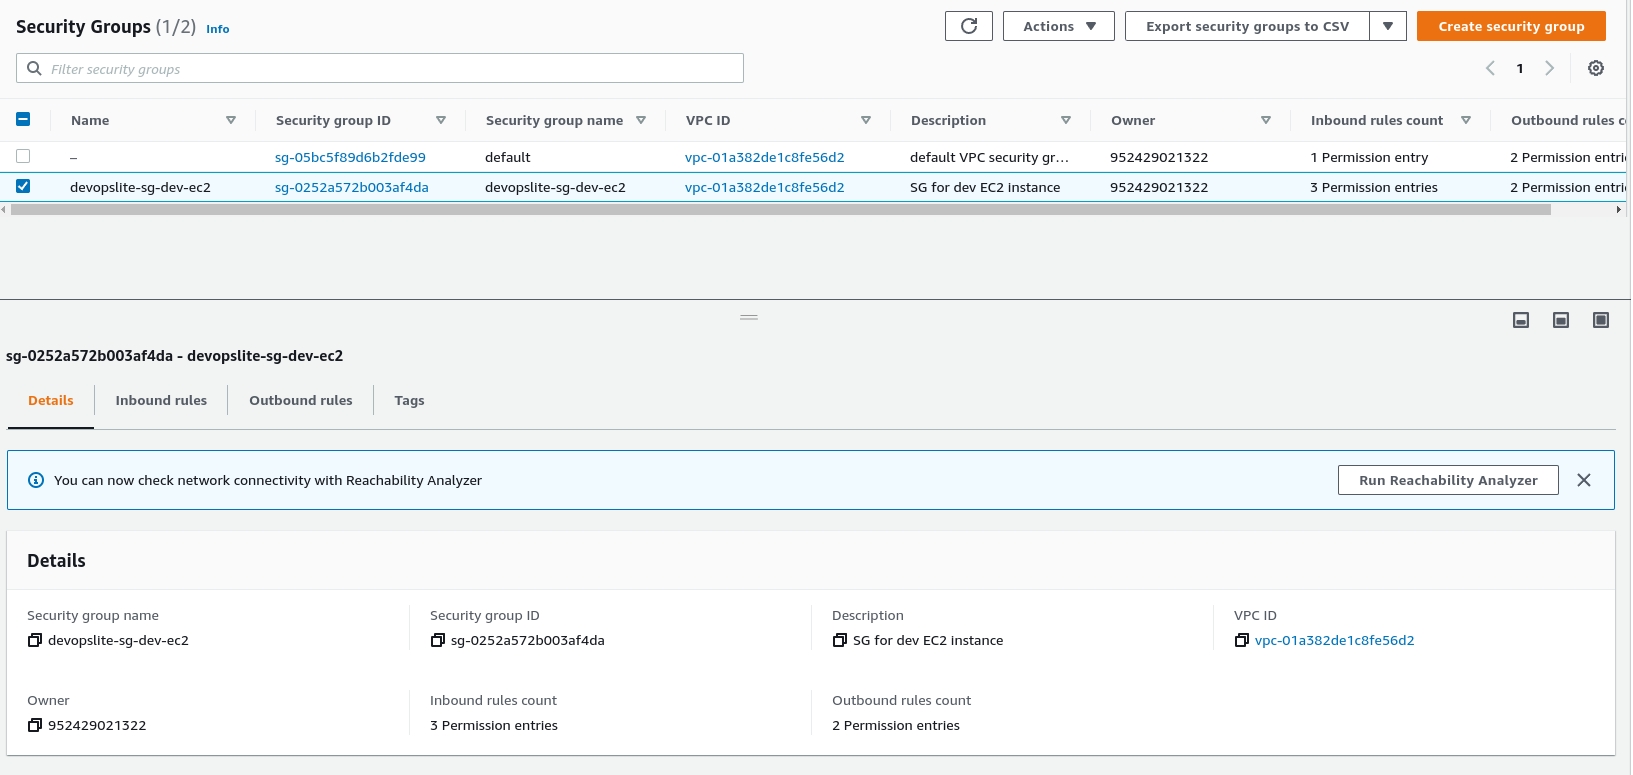 Security Groups (1/2) Info
Actions
Export security groups to CSV
Create security group
Filter security groups
1
Name Security group ID Security group name VPC ID Description Owner Inbound rules count Outbound rules c
– sg-05bc5f89d6b2fde99 default vpc-01a382de1c8fe56d2 default VPC security gr... 952429021322 1 Permission entry 2 Permission entri
devopslite-sg-dev-ec2 sg-0252a572b003af4da devopslite-sg-dev-ec2 vpc-01a382de1c8fe56d2 SG for dev EC2 instance 952429021322 3 Permission entries 2 Permission entri
sg-0252a572b003af4da - devopslite-sg-dev-ec2
Details Inbound rules Outbound rules Tags
You can now check network connectivity with Reachability Analyzer
Run Reachability Analyzer
Details
Security group name Security group ID Description VPC ID
devopslite-sg-dev-ec2 sg-0252a572b003af4da SG for dev EC2 instance vpc-01a382de1c8fe56d2
Owner Inbound rules count Outbound rules count
952429021322 3 Permission entries 2 Permission entries